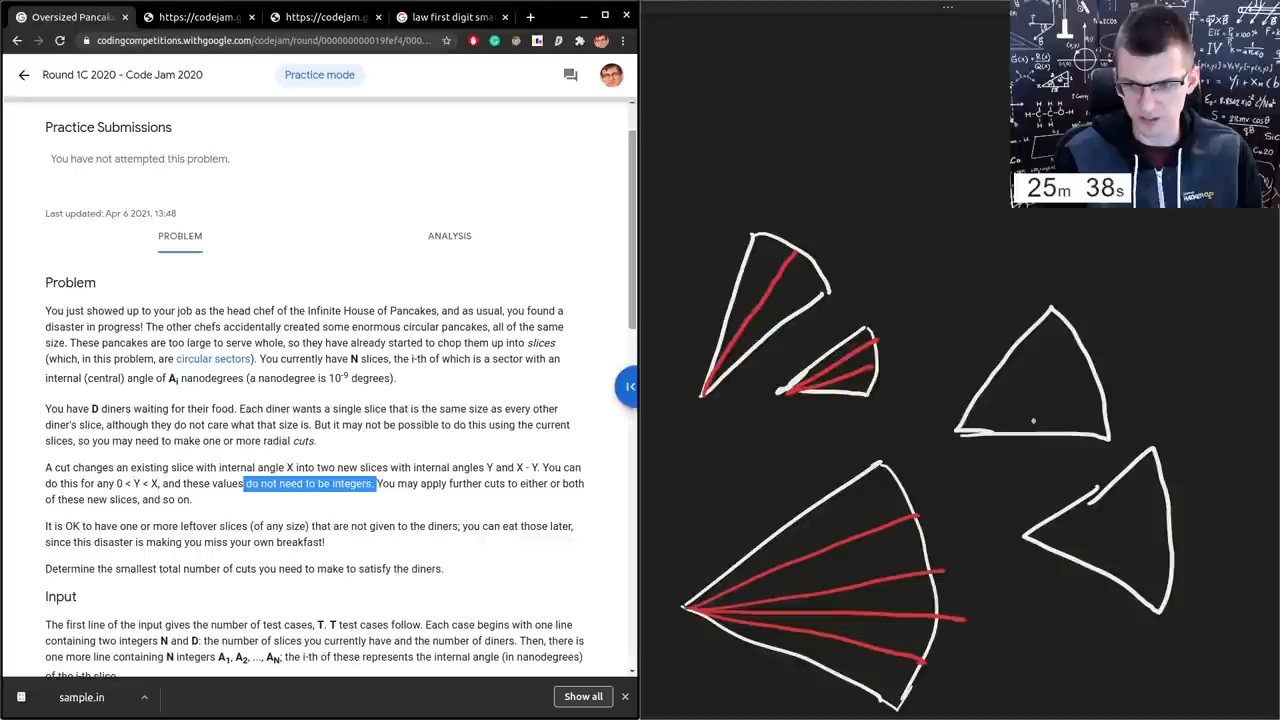 Oversized Pancak
https://codejam.g
https://codejam.g
law first digit sma
codingcompetitions.withgoogle.com/codejam/round/000000000019fef4/000...
Round 1C 2020 - Code Jam 2020
Practice mode
Practice Submissions
You have not attempted this problem.
Last updated: Apr 6 2021, 13:48
PROBLEM
ANALYSIS
Problem
You just showed up to your job as the head chef of the Infinite House of Pancakes, and as usual, you found a
disaster in progress! The other chefs accidentally created some enormous circular pancakes, all of the same
size. These pancakes are too large to serve whole, so they have already started to chop them up into slices
(which, in this problem, are circular sectors). You currently have N slices, the i-th of which is a sector with an
internal (central) angle of Ai nanodegrees (a nanodegree is 10-9 degrees).
You have D diners waiting for their food. Each diner wants a single slice that is the same size as every other
diner's slice, although they do not care what that size is. But it may not be possible to do this using the current
slices, so you may need to make one or more radial cuts.
A cut changes an existing slice with internal angle X into two new slices with internal angles Y and X - Y. You can
do this for any 0 < Y < X, and these values do not need to be integers. You may apply further cuts to either or both
of these new slices, and so on.
It is OK to have one or more leftover slices (of any size) that are not given to the diners; you can eat those later,
since this disaster is making you miss your own breakfast!
Determine the smallest total number of cuts you need to make to satisfy the diners.
Input
The first line of the input gives the number of test cases, T. T test cases follow. Each case begins with one line
containing two integers N and D: the number of slices you currently have and the number of diners. Then, there is
one more line containing N integers A1, A2, ..., AN; the i-th of these represents the internal angle (in nanodegrees)
of the i-th slice.
sample.in
Show all
25m 38s